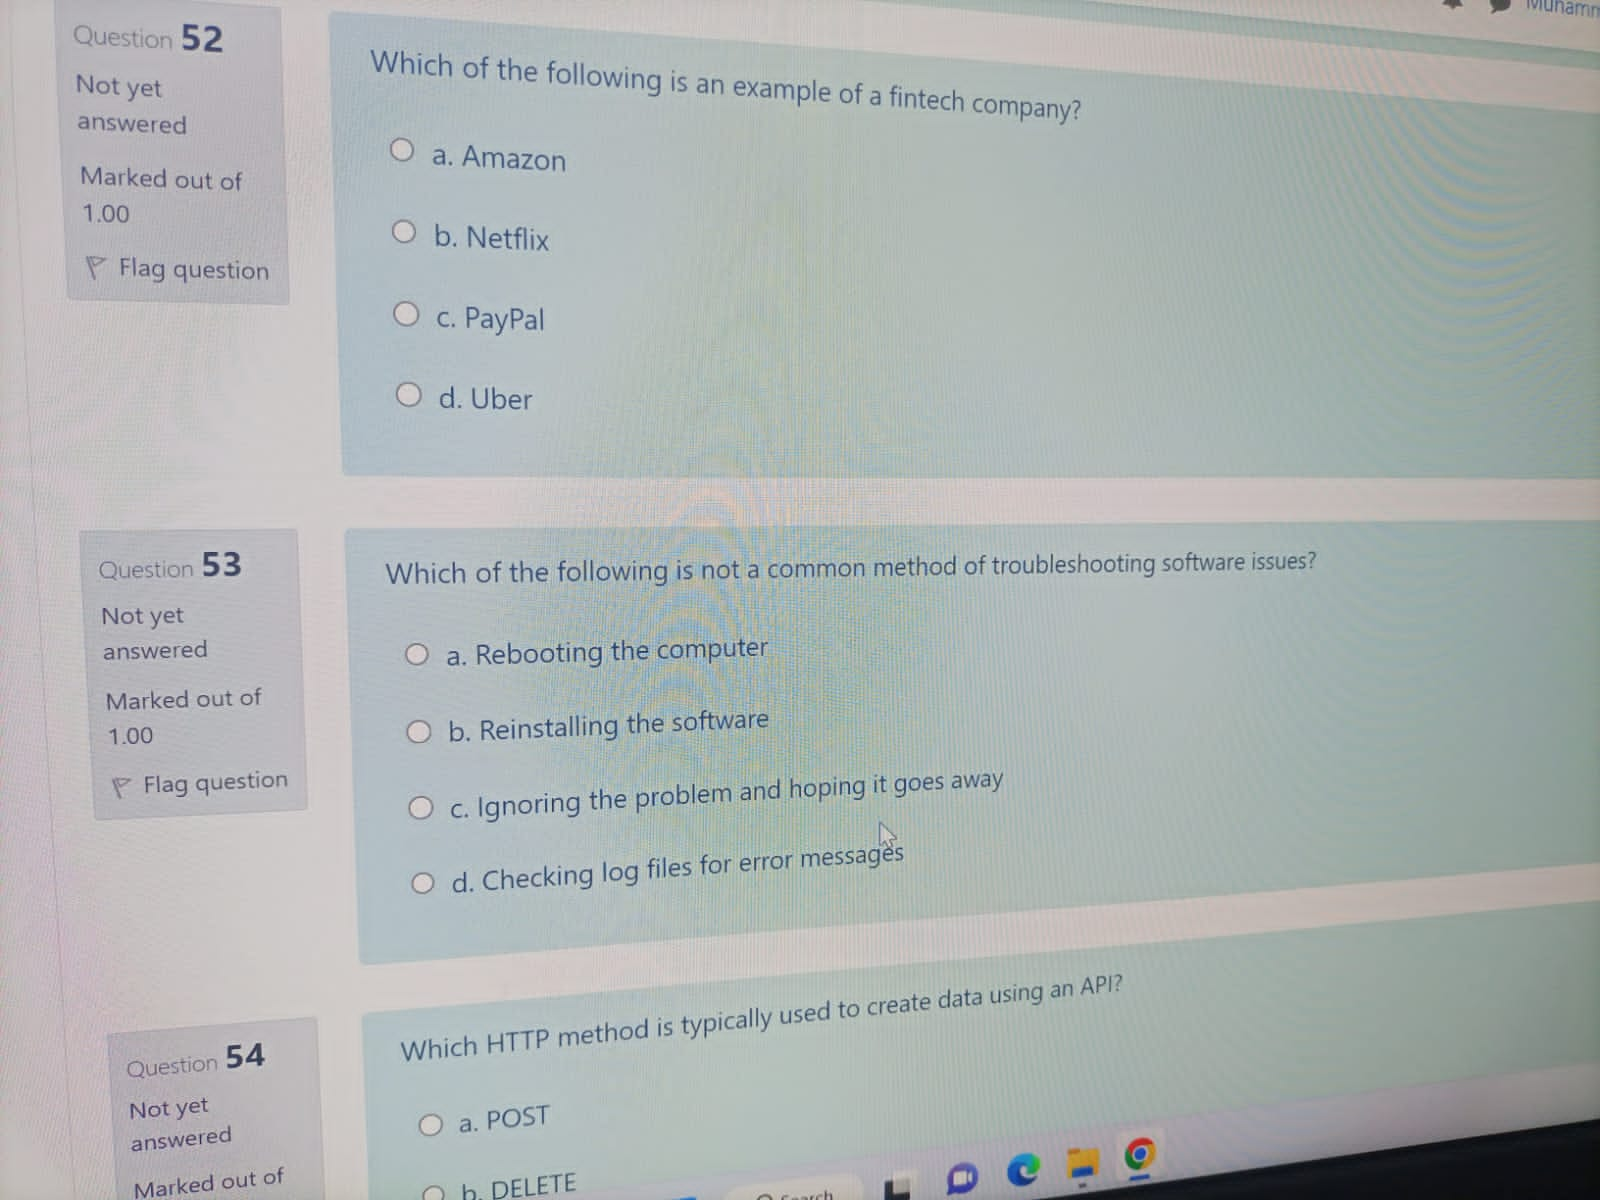 Question 52
Not yet
answered
Marked out of
1.00
Flag question
Which of the following is an example of a fintech company?
a. Amazon
b. Netflix
c. PayPal
d. Uber
Question 53
Not yet
answered
Marked out of
1.00
Flag question
Which of the following is not a common method of troubleshooting software issues?
a. Rebooting the computer
b. Reinstalling the software
c. Ignoring the problem and hoping it goes away
d. Checking log files for error messages
Question 54
Not yet
answered
Marked out of
Which HTTP method is typically used to create data using an API?
a. POST
b. DELETE
Search